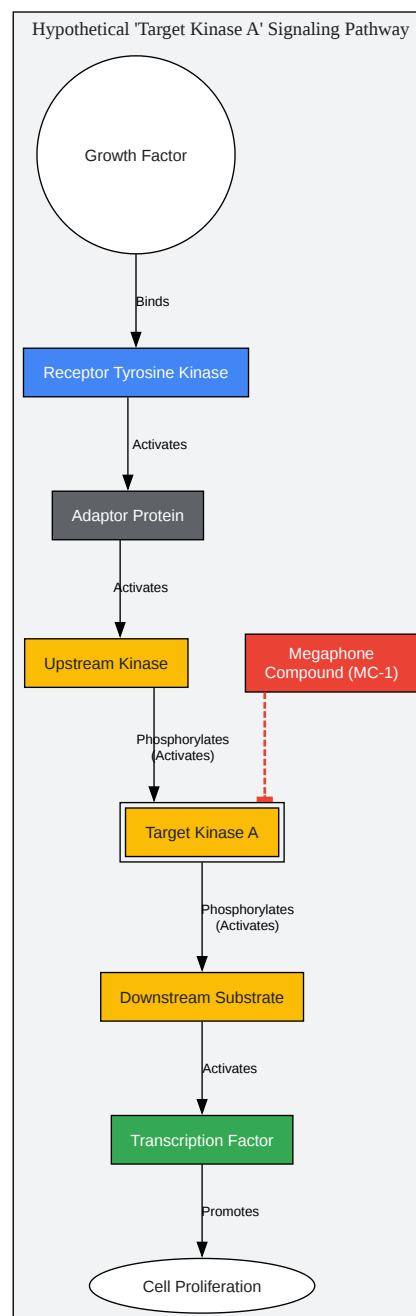 Hypothetical 'Target Kinase A' Signaling Pathway
Growth Factor
Binds
Receptor Tyrosine Kinase
Activates
Adaptor Protein
Activates
Upstream Kinase
Megaphone
Compound (MC-1)
Phosphorylates
(Activates)
Target Kinase A
Phosphorylates
(Activates)
Downstream Substrate
Activates
Transcription Factor
Promotes
Cell Proliferation